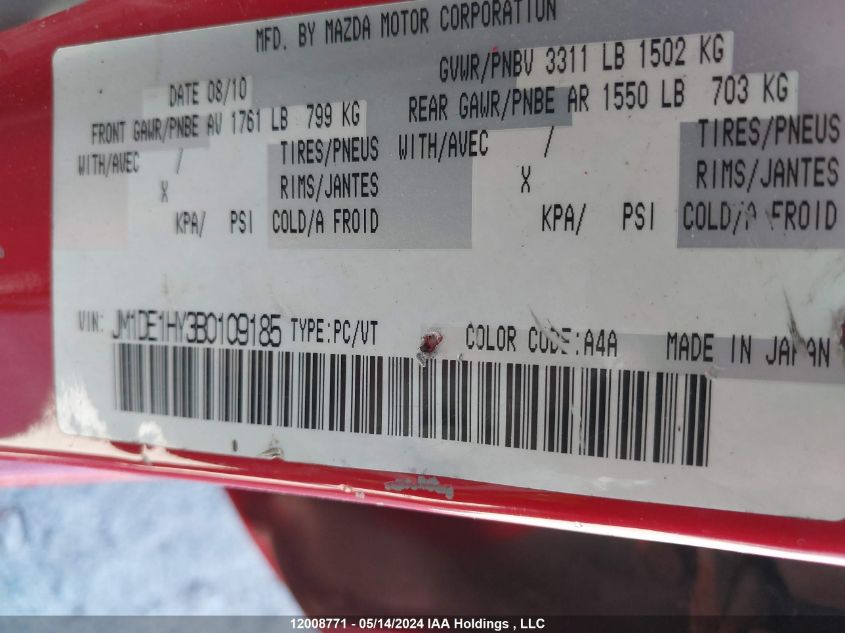 MFD. BY MAZDA MOTOR CORPORATION
DATE 08/10 GVWR/PNBV 3311 LB 1502 KG
FRONT GAWR/PNBE AV 1761 LB 799 KG REAR GAWR/PNBE AR 1550 LB 703 KG
WITH/AVEC / TIRES/PNEUS WITH/AVEC / TIRES/PNEUS
X RIMS/JANTES X RIMS/JANTES
KPA/ PSI COLD/A FROID KPA/ PSI COLD/A FROID
VIN: JM1DE1HY3B0109185 TYPE:PC/VT COLOR CODE:A4A MADE IN JAPAN
12008771 - 05/14/2024 IAA Holdings , LLC